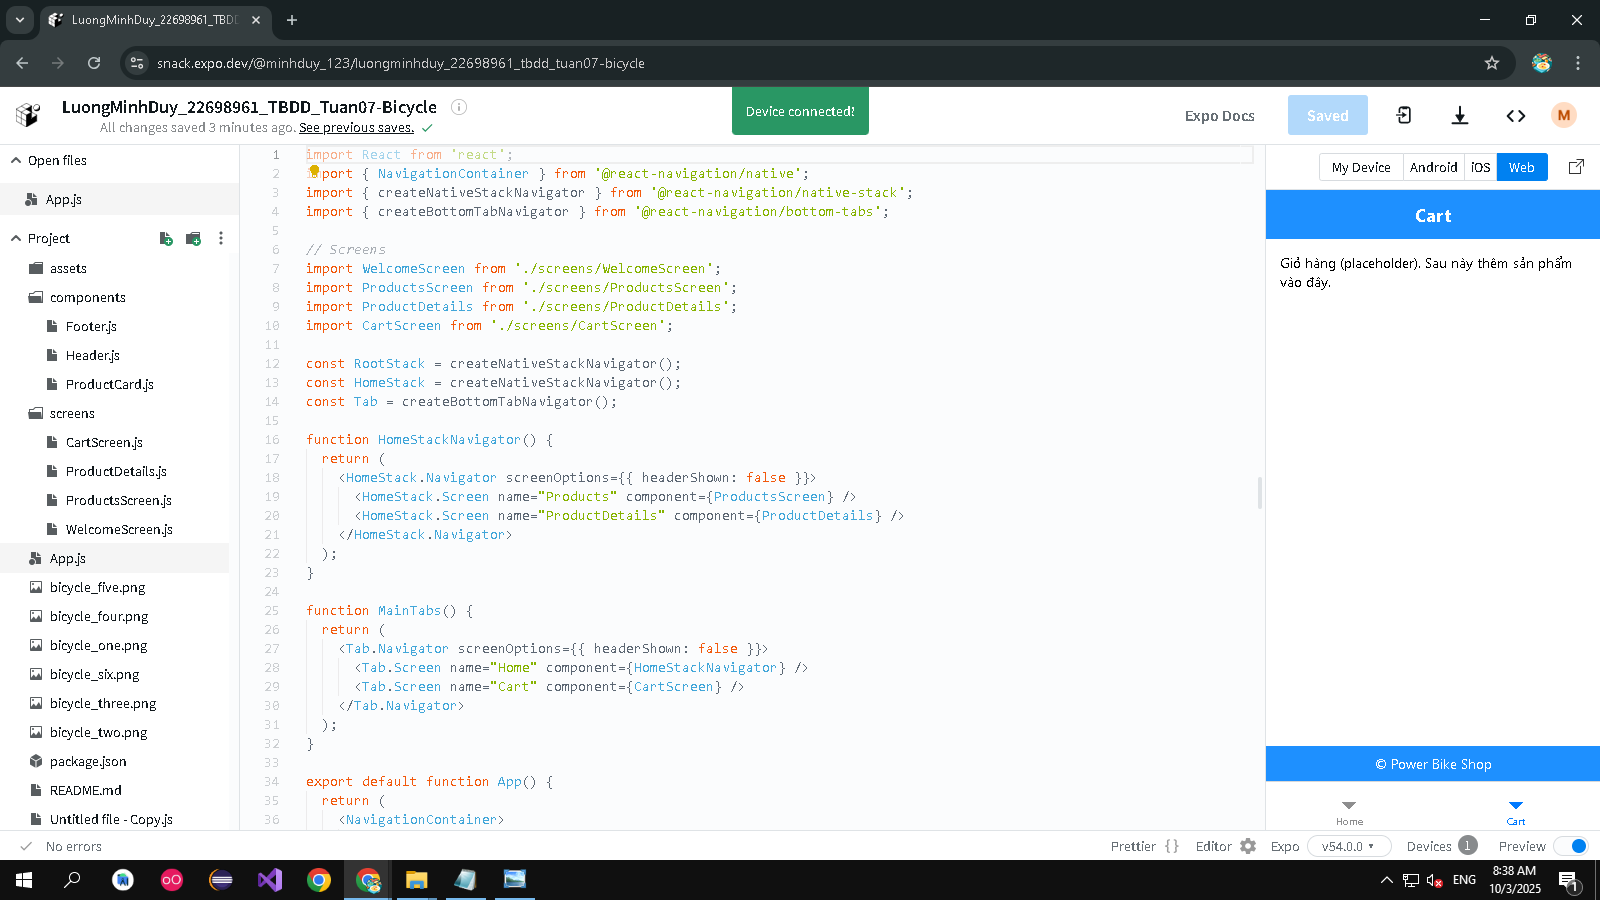 LuongMinhDuy_22698961_TBDD
snack.expo.dev/@minhduy_123/luongminhduy_22698961_tbdd_tuan07-bicycle
LuongMinhDuy_22698961_TBDD_Tuan07-Bicycle
All changes saved 3 minutes ago. See previous saves.
Device connected!
Expo Docs
Saved
M
Open files
App.js
Project
assets
components
Footer.js
Header.js
ProductCard.js
screens
CartScreen.js
ProductDetails.js
ProductsScreen.js
WelcomeScreen.js
App.js
bicycle_five.png
bicycle_four.png
bicycle_one.png
bicycle_six.png
bicycle_three.png
bicycle_two.png
package.json
README.md
Untitled file - Copy.js
1 import React from 'react';
2 import { NavigationContainer } from '@react-navigation/native';
3 import { createNativeStackNavigator } from '@react-navigation/native-stack';
4 import { createBottomTabNavigator } from '@react-navigation/bottom-tabs';
5
6 // Screens
7 import WelcomeScreen from './screens/WelcomeScreen';
8 import ProductsScreen from './screens/ProductsScreen';
9 import ProductDetails from './screens/ProductDetails';
10 import CartScreen from './screens/CartScreen';
11
12 const RootStack = createNativeStackNavigator();
13 const HomeStack = createNativeStackNavigator();
14 const Tab = createBottomTabNavigator();
15
16 function HomeStackNavigator() {
17 return (
18 <HomeStack.Navigator screenOptions={{ headerShown: false }}>
19 <HomeStack.Screen name="Products" component={ProductsScreen} />
20 <HomeStack.Screen name="ProductDetails" component={ProductDetails} />
21 </HomeStack.Navigator>
22 );
23 }
24
25 function MainTabs() {
26 return (
27 <Tab.Navigator screenOptions={{ headerShown: false }}>
28 <Tab.Screen name="Home" component={HomeStackNavigator} />
29 <Tab.Screen name="Cart" component={CartScreen} />
30 </Tab.Navigator>
31 );
32 }
33
34 export default function App() {
35 return (
36 <NavigationContainer>
My Device Android iOS Web
Cart
Giỏ hàng (placeholder). Sau này thêm sản phẩm
vào đây.
© Power Bike Shop
Home Cart
No errors
Prettier {} Editor Expo v54.0.0 Devices 1 Preview
ENG
8:38 AM
10/3/2025
1